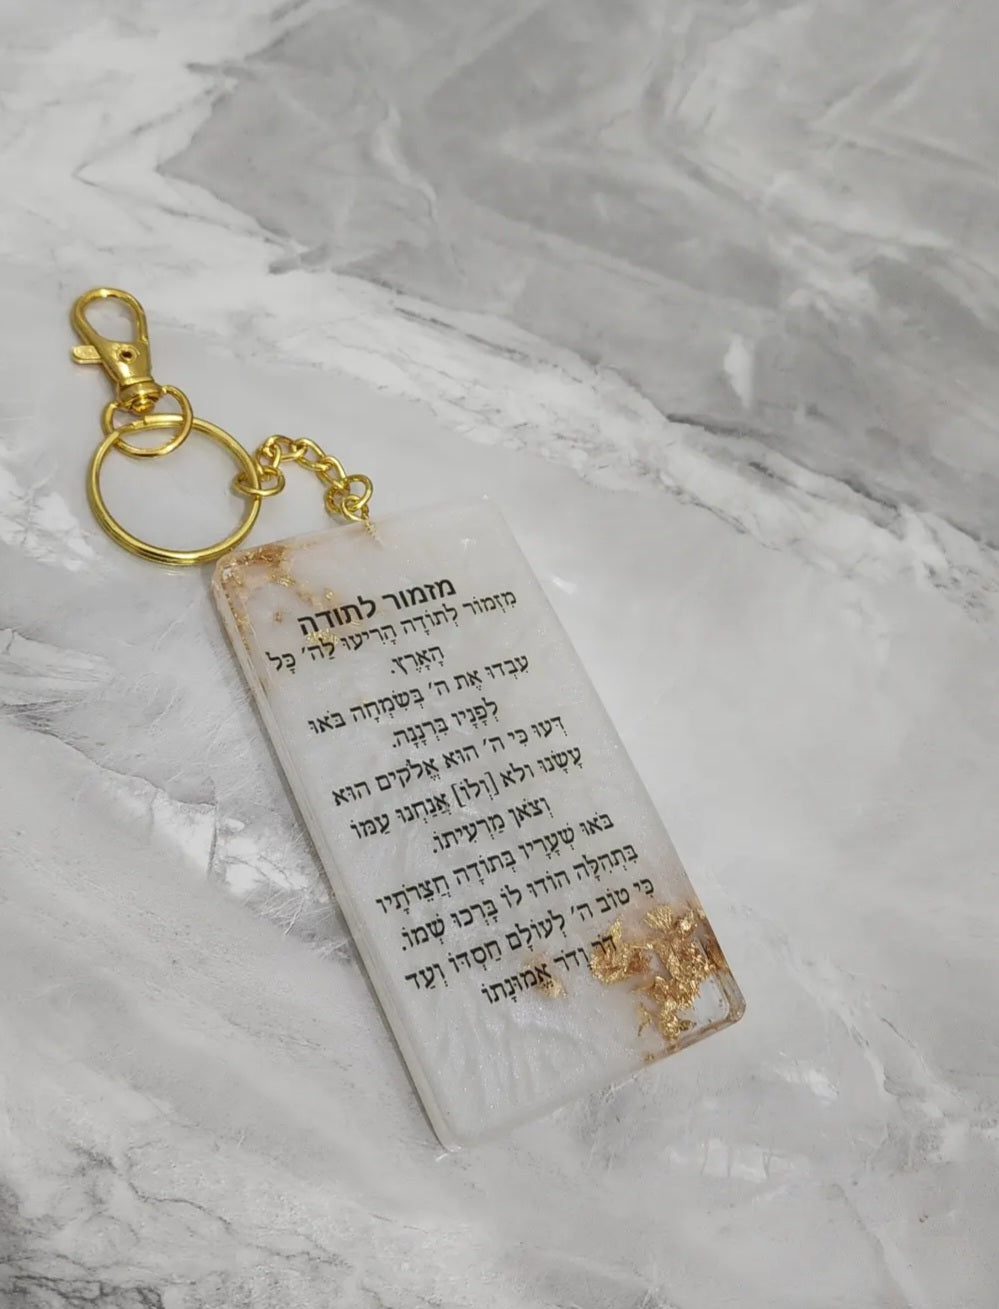 מזמור לתודה
מִזְמוֹר לְתוֹדָה הָרִיעוּ לַה׳ כָּל
הָאָרֶץ.
עִבְדוּ אֶת ה׳ בְּשִׂמְחָה בֹּאוּ
לְפָנָיו בִּרְנָנָה.
דְּעוּ כִּי ה׳ הוּא אֱלֹקִים הוּא
עָשָׂנוּ ולא [וְלוֹ] אֲנַחְנוּ עַמּוֹ
וְצֹאן מַרְעִיתוֹ.
בֹּאוּ שְׁעָרָיו בְּתוֹדָה חֲצֵרֹתָיו
בִּתְהִלָּה הוֹדוּ לוֹ בָּרְכוּ שְׁמוֹ.
כִּי טוֹב ה׳ לְעוֹלָם חַסְדּוֹ וְעַד
דֹּר וָדֹר אֱמוּנָתוֹ